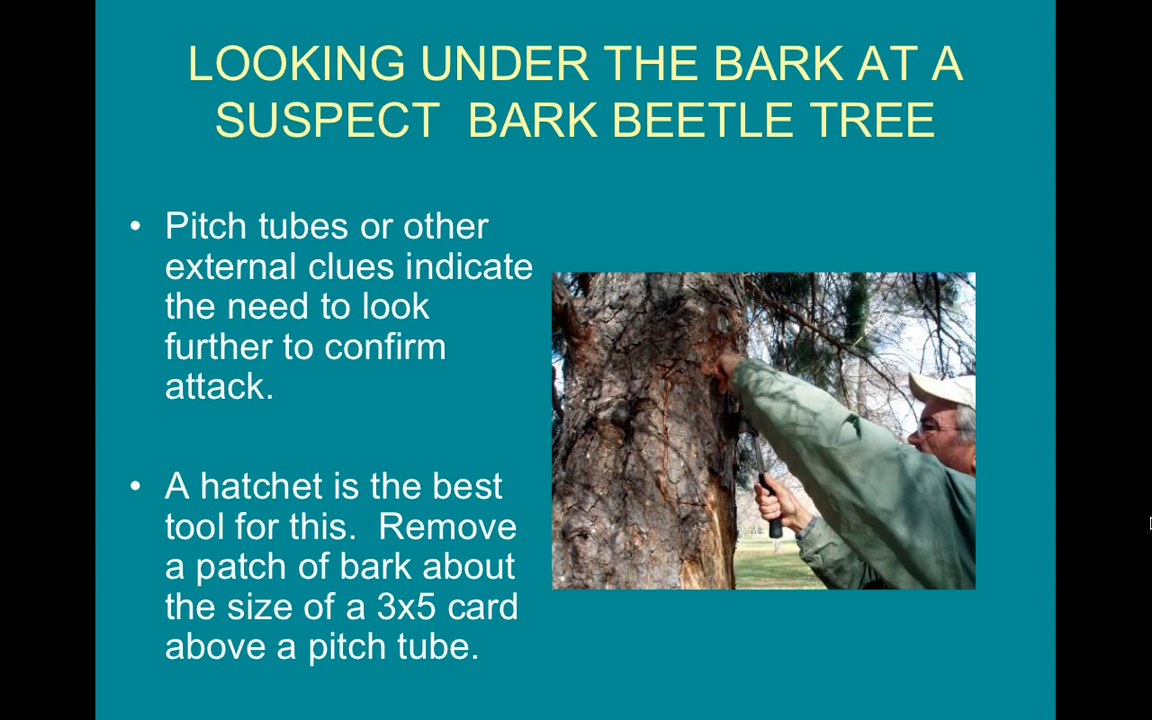 LOOKING UNDER THE BARK AT A
SUSPECT  BARK BEETLE TREE
• Pitch tubes or other
external clues indicate
the need to look
further to confirm
attack.
• A hatchet is the best
tool for this.  Remove
a patch of bark about
the size of a 3x5 card
above a pitch tube.